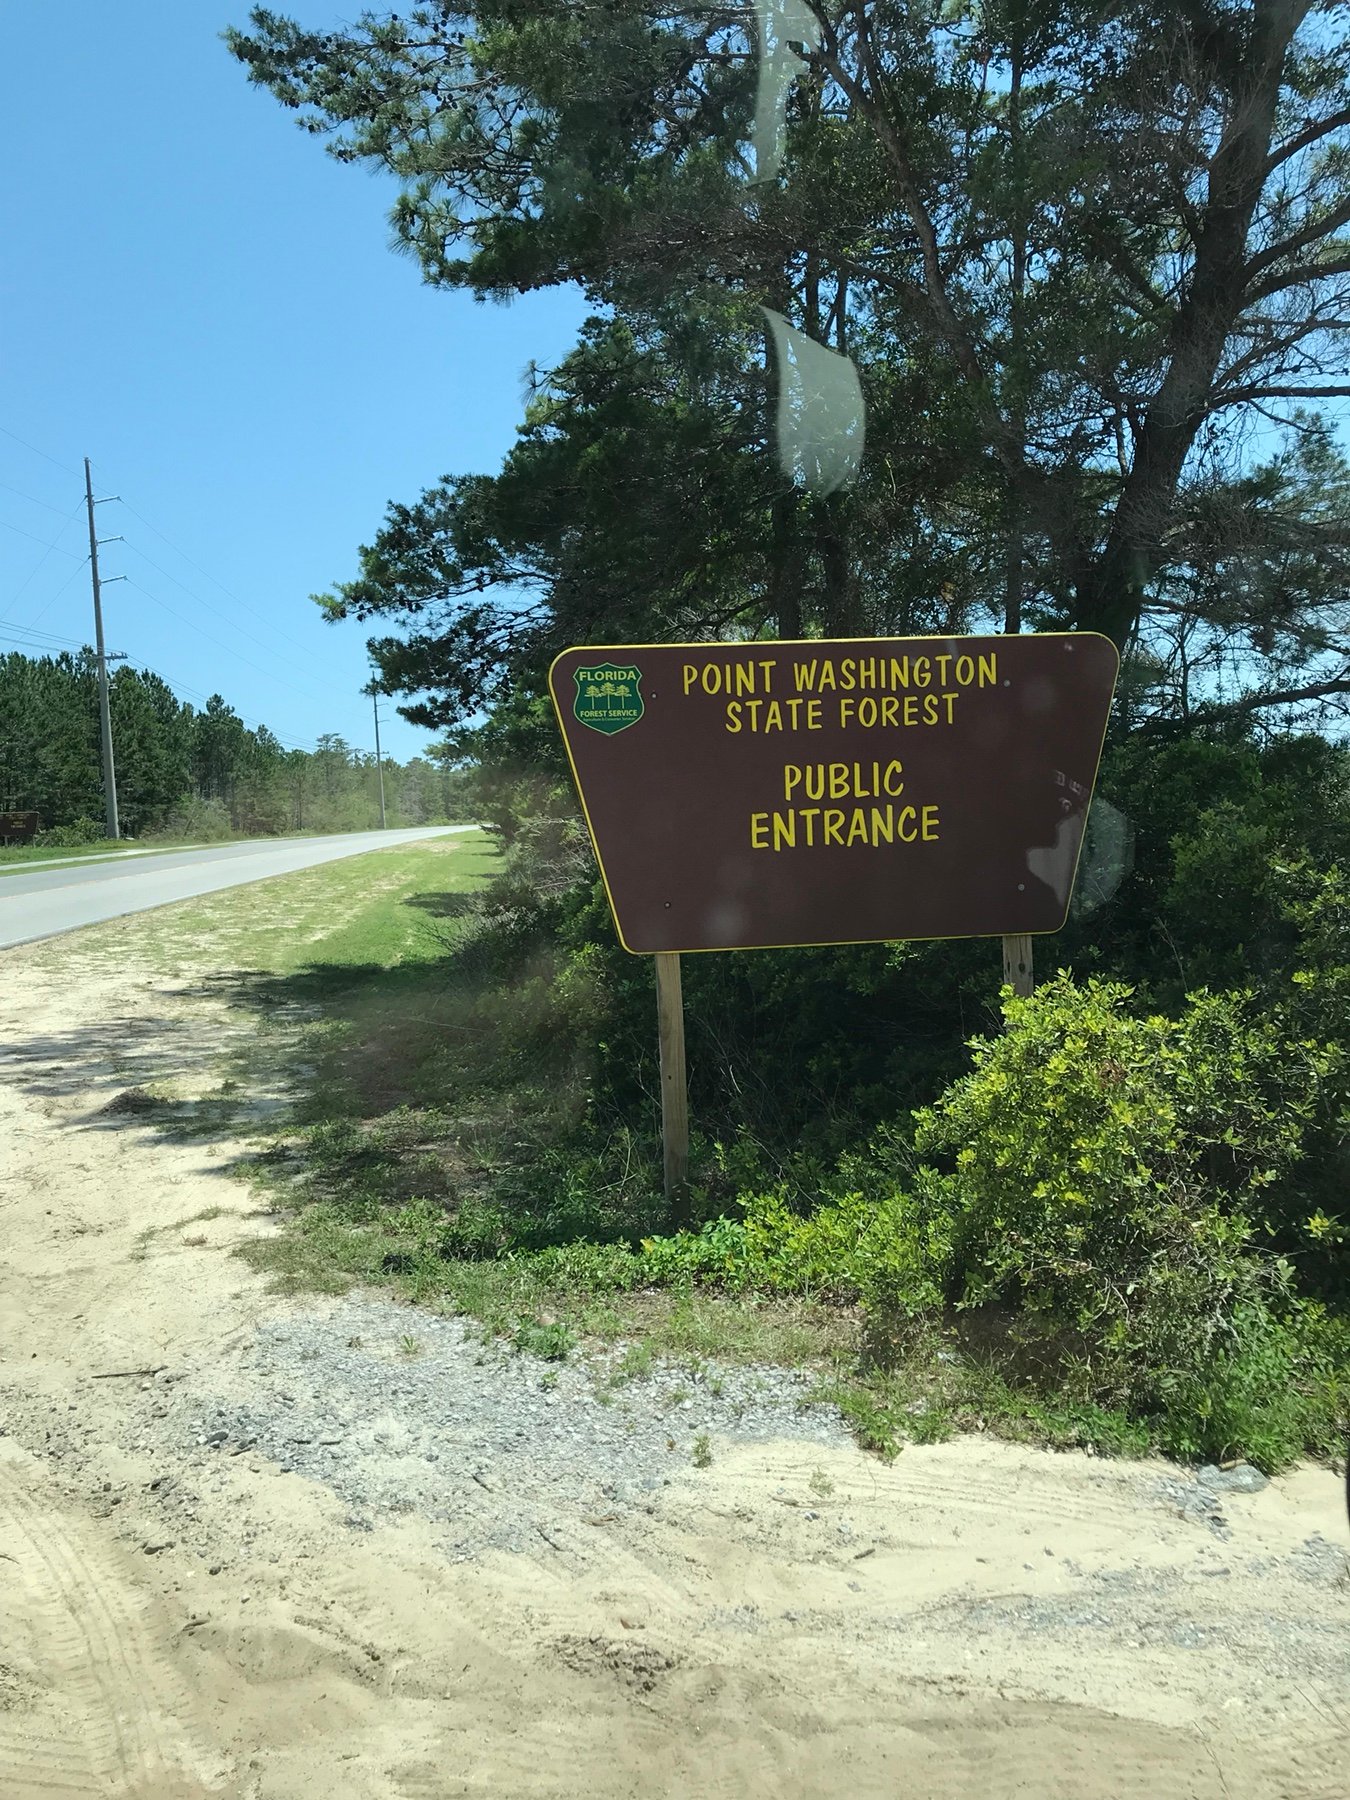 FLORIDA
FOREST SERVICE
POINT WASHINGTON
STATE FOREST
PUBLIC
ENTRANCE